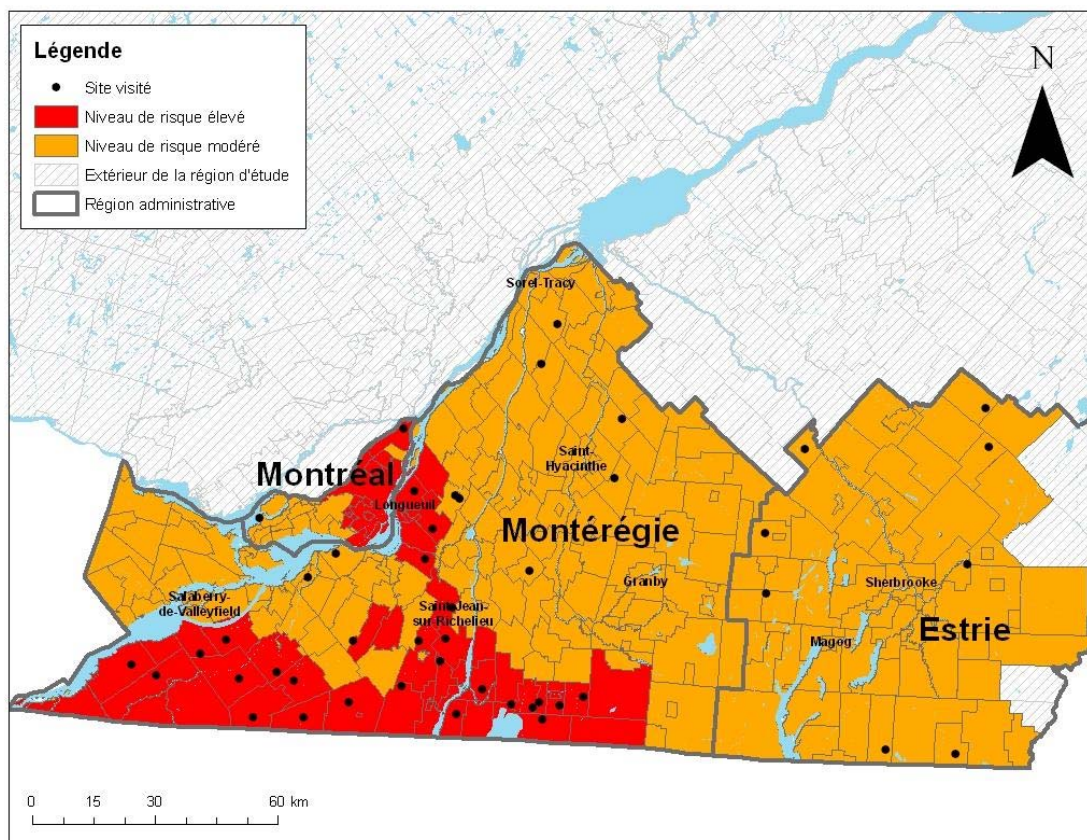 Légende
Site visité
Niveau de risque élevé
Niveau de risque modéré
Extérieur de la région d'étude
Région administrative
N
Sorel-Tracy
Montréal
Saint-
Hyacinthe
Longueuil
Montérégie
Granby
Sherbrooke
Salaberry-
de-Valleyfield
Saint-Jean-
sur-Richelieu
Estrie
Magog
0 15 30 60 km